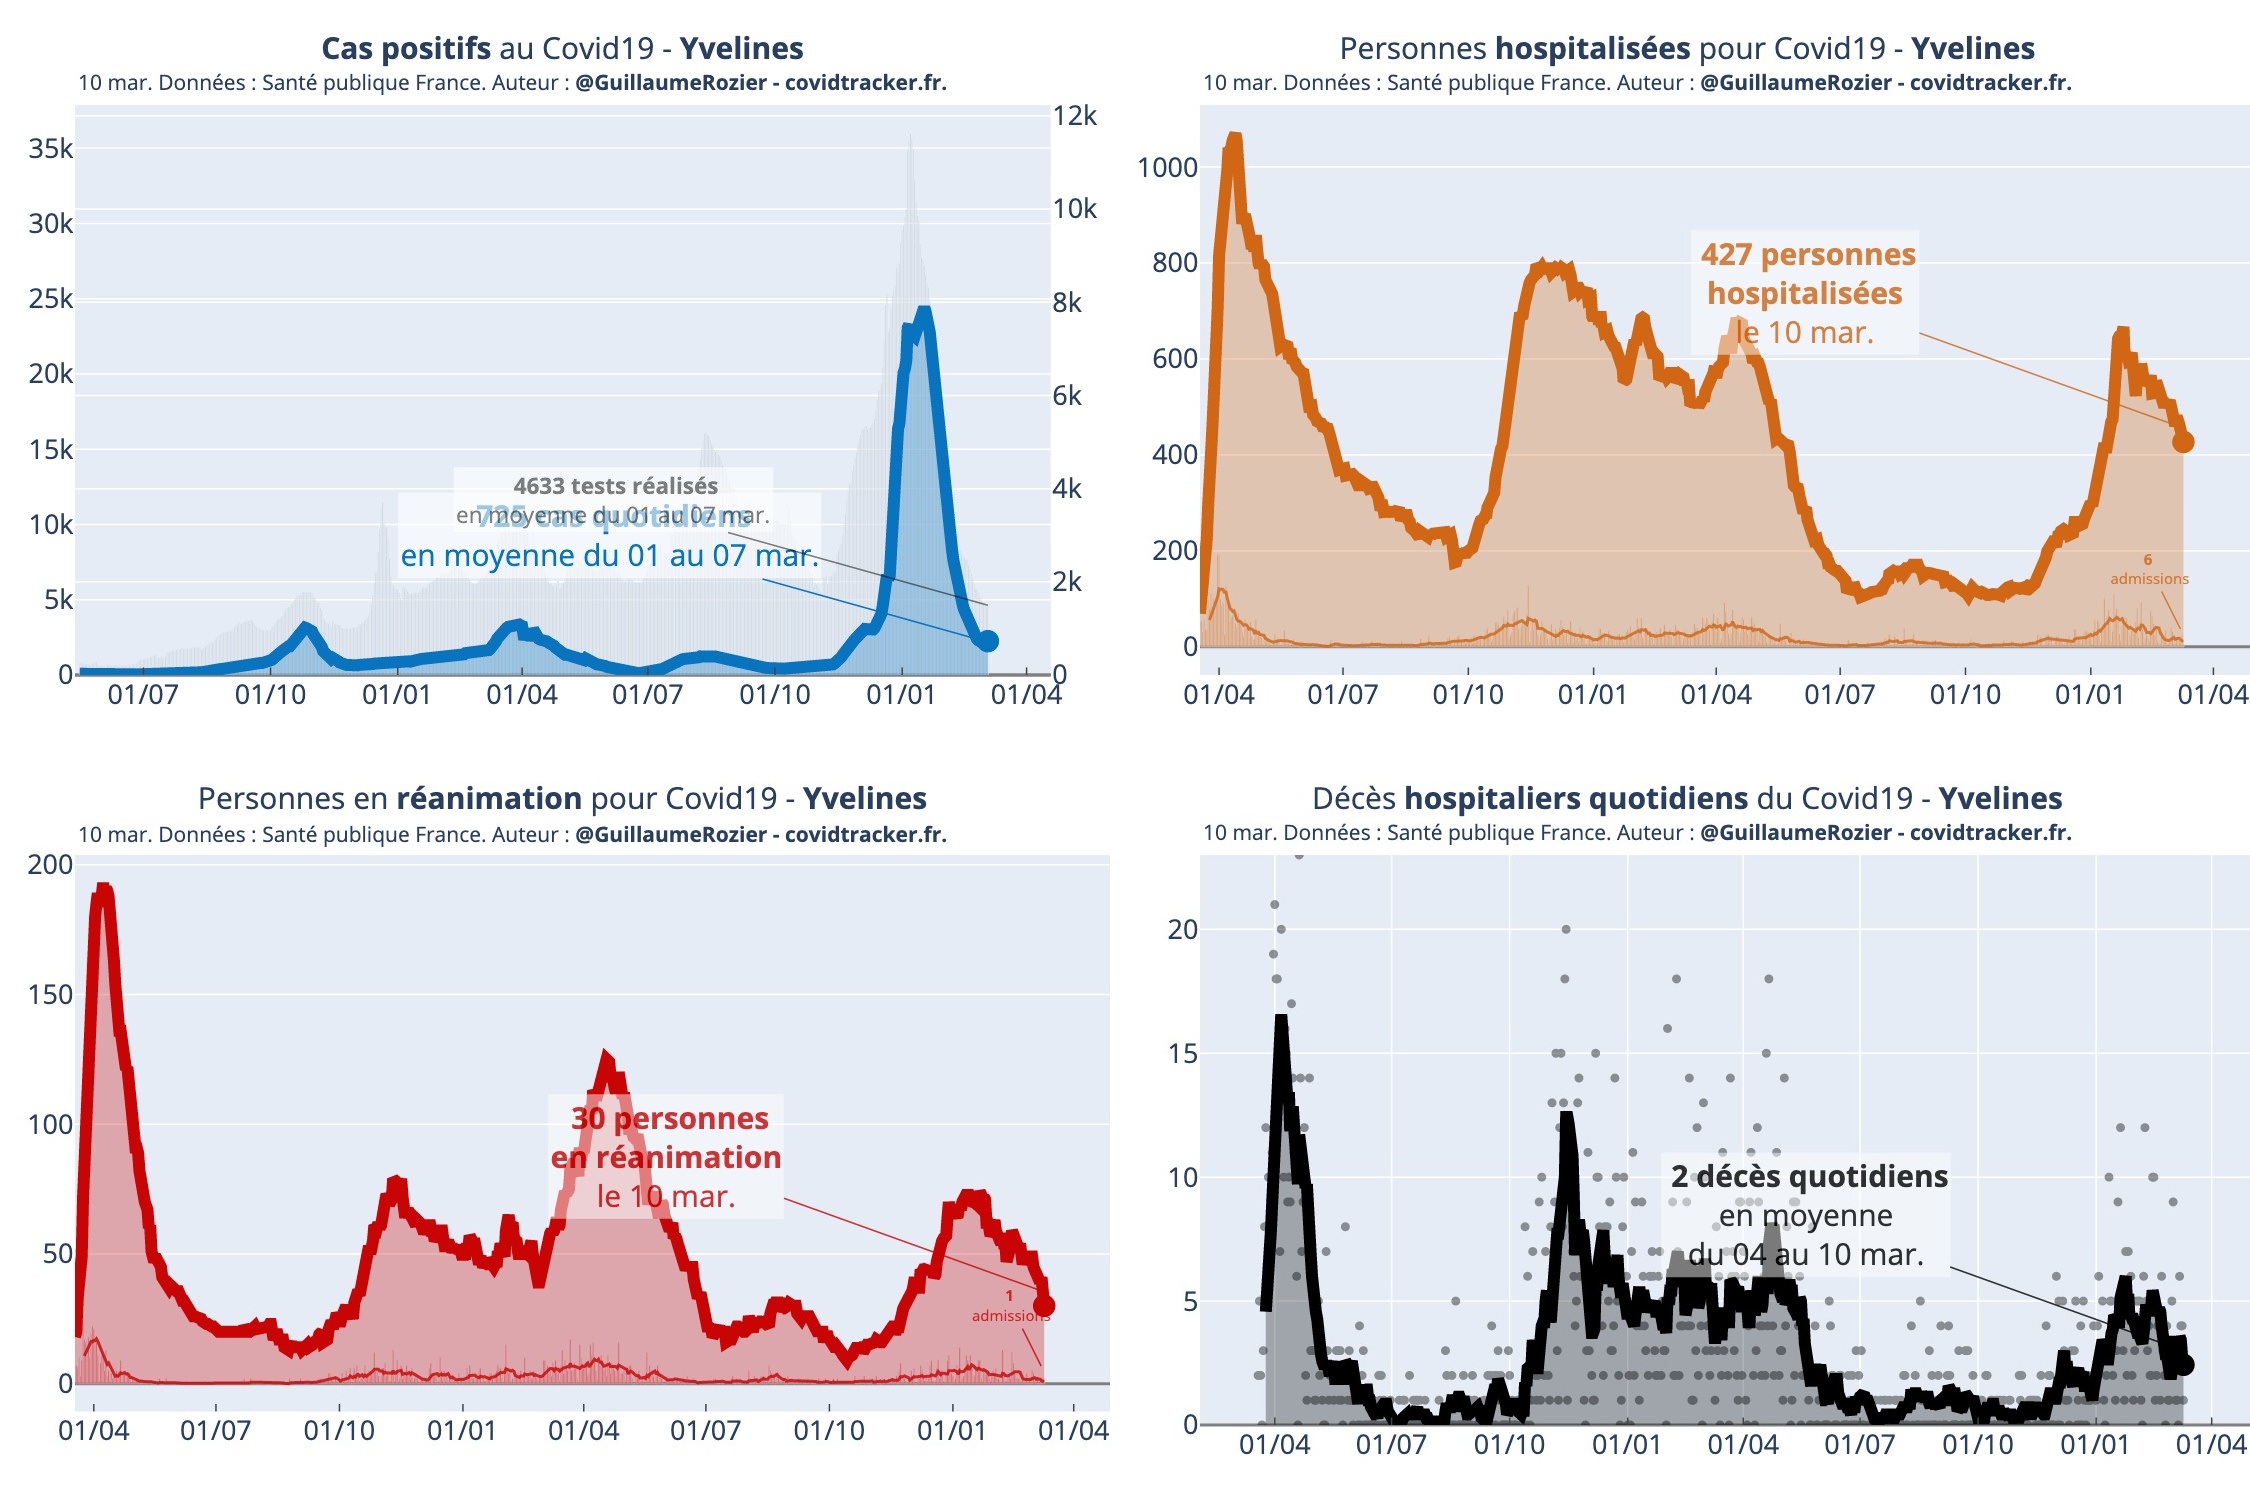 Cas positifs au Covid19 - Yvelines
10 mar. Données : Santé publique France. Auteur : @GuillaumeRozier - covidtracker.fr.
12k
35k
10k
30k
25k
8k
20k
6k
15k
4k
10k
5k
2k
0
0
4633 tests réalisés
en moyenne du 01 au 07 mar.
725 cas quotidiens
en moyenne du 01 au 07 mar.
01/07 01/10 01/01 01/04 01/07 01/10 01/01 01/04
Personnes hospitalisées pour Covid19 - Yvelines
10 mar. Données : Santé publique France. Auteur : @GuillaumeRozier - covidtracker.fr.
1000
800
600
400
200
0
427 personnes
hospitalisées
le 10 mar.
6
admissions
01/04 01/07 01/10 01/01 01/04 01/07 01/10 01/01 01/04
Personnes en réanimation pour Covid19 - Yvelines
10 mar. Données : Santé publique France. Auteur : @GuillaumeRozier - covidtracker.fr.
200
150
100
50
0
30 personnes
en réanimation
le 10 mar.
1
admissions
01/04 01/07 01/10 01/01 01/04 01/07 01/10 01/01 01/04
Décès hospitaliers quotidiens du Covid19 - Yvelines
10 mar. Données : Santé publique France. Auteur : @GuillaumeRozier - covidtracker.fr.
20
15
10
5
0
2 décès quotidiens
en moyenne
du 04 au 10 mar.
01/04 01/07 01/10 01/01 01/04 01/07 01/10 01/01 01/04